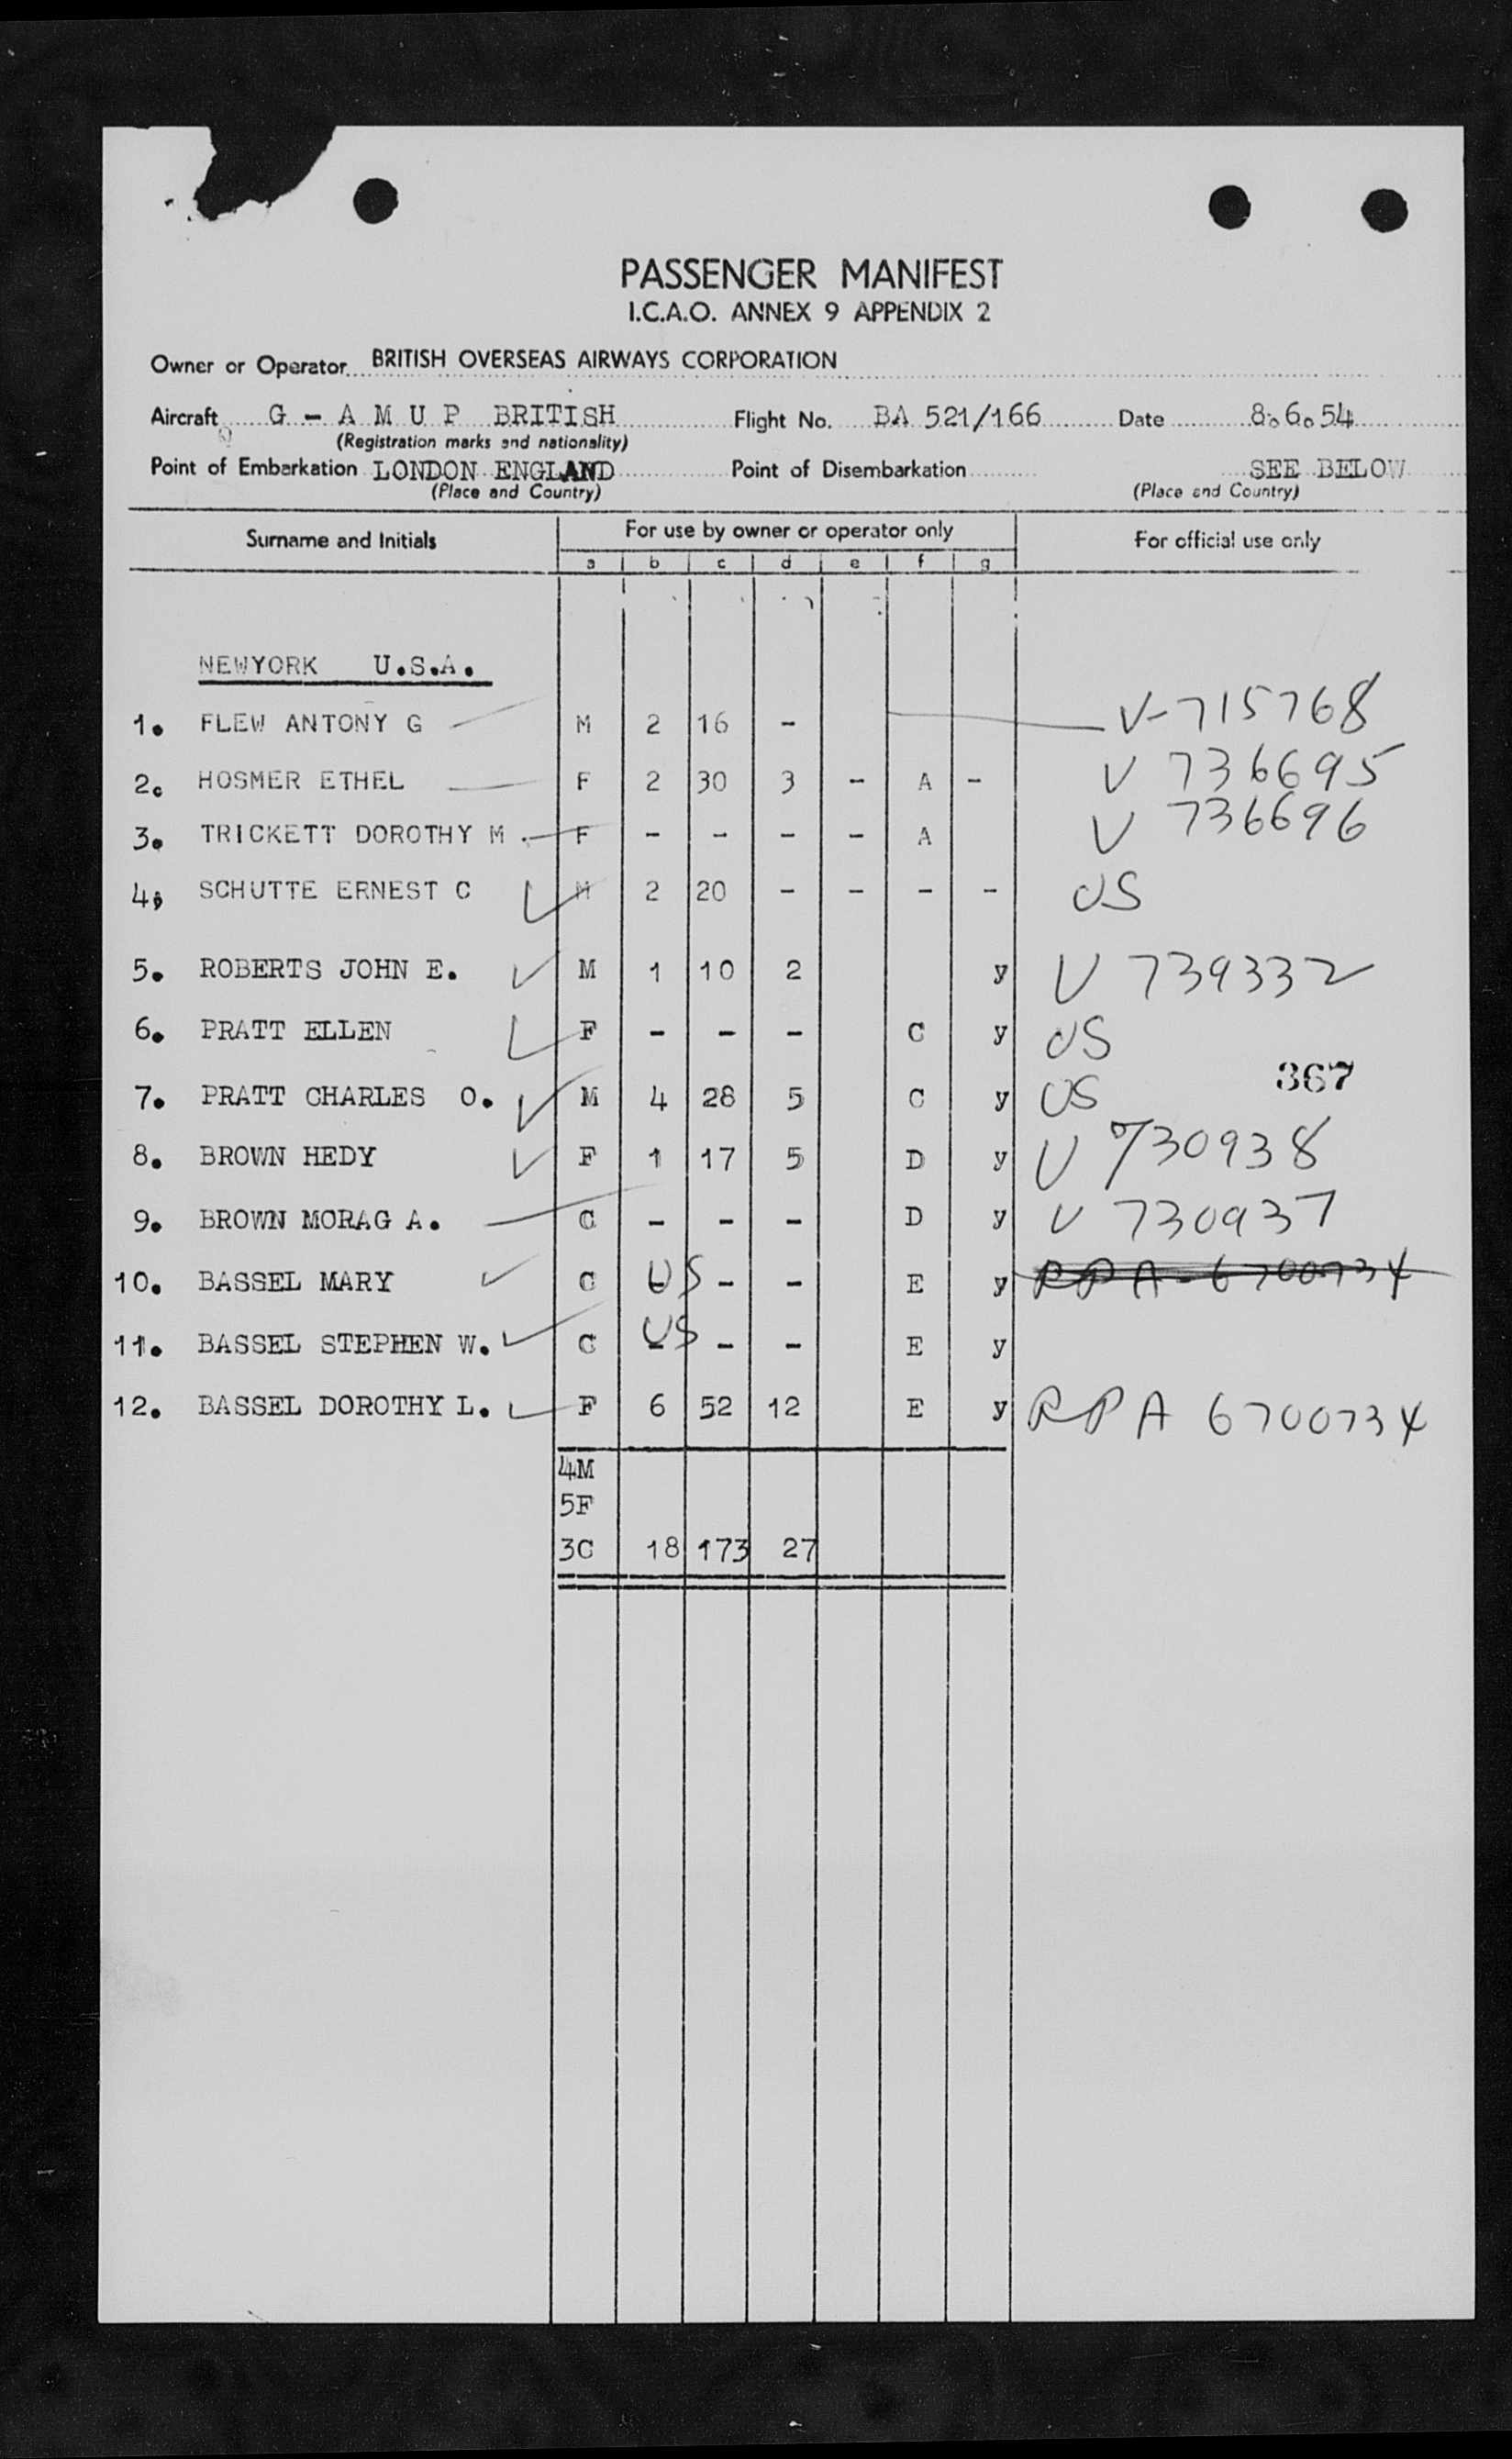 PASSENGER MANIFEST
I.C.A.O. ANNEX 9 APPENDIX 2
Owner or Operator BRITISH OVERSEAS AIRWAYS CORPORATION
Aircraft G - A M U P BRITISH Flight No. BA 521/166 Date 8.6.54
(Registration marks and nationality)
Point of Embarkation LONDON ENGLAND Point of Disembarkation SEE BELOW
(Place and Country) (Place and Country)
Surname and Initials For use by owner or operator only For official use only
a b c d e f g
NEWYORK U.S.A.
1. FLEW ANTONY G M 2 16 - V-715768
2. HOSMER ETHEL F 2 30 3 - A - V 736695
3. TRICKETT DOROTHY M . F - - - - A V 736696
4, SCHUTTE ERNEST C M 2 20 - - - - US
5. ROBERTS JOHN E. M 1 10 2 y V 739332
6. PRATT ELLEN F - - - C y US
367
7. PRATT CHARLES O. M 4 28 5 C y US
8. BROWN HEDY F 1 17 5 D y V 730938
9. BROWN MORAG A. C - - - D y V 730937
10. BASSEL MARY C - US - - E y RPA-6700734
11. BASSEL STEPHEN W. C - US - - E y
12. BASSEL DOROTHY L. F 6 52 12 E y RPA 6700734
4M
5F
3C 18 173 27